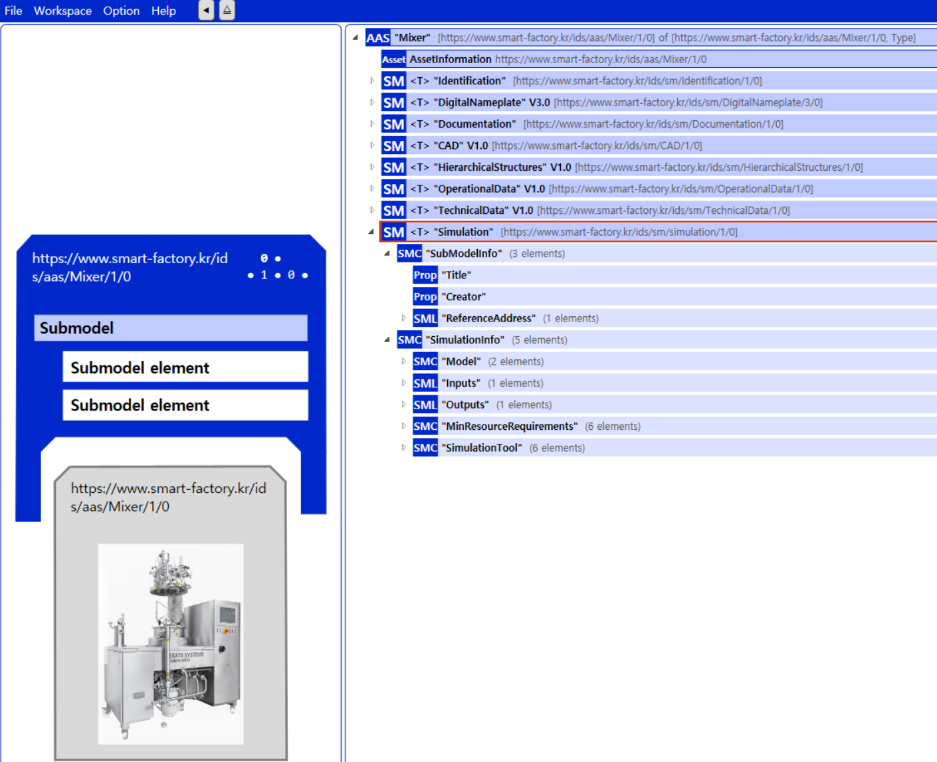 File Workspace Option Help
https://www.smart-factory.kr/id
s/aas/Mixer/1/0
0
1 0
Submodel
Submodel element
Submodel element
https://www.smart-factory.kr/id
s/aas/Mixer/1/0
AAS "Mixer" [https://www.smart-factory.kr/ids/aas/Mixer/1/0] of [https://www.smart-factory.kr/ids/aas/Mixer/1/0, Type]
Asset AssetInformation https://www.smart-factory.kr/ids/aas/Mixer/1/0
SM <T> "Identification" [https://www.smart-factory.kr/ids/sm/identification/1/0]
SM <T> "DigitalNameplate" V3.0 [https://www.smart-factory.kr/ids/sm/DigitalNameplate/3/0]
SM <T> "Documentation" [https://www.smart-factory.kr/ids/sm/Documentation/1/0]
SM <T> "CAD" V1.0 [https://www.smart-factory.kr/ids/sm/CAD/1/0]
SM <T> "HierarchicalStructures" V1.0 [https://www.smart-factory.kr/ids/sm/HierarchicalStructures/1/0]
SM <T> "OperationalData" V1.0 [https://www.smart-factory.kr/ids/sm/OperationalData/1/0]
SM <T> "TechnicalData" V1.0 [https://www.smart-factory.kr/ids/sm/TechnicalData/1/0]
SM <T> "Simulation" [https://www.smart-factory.kr/ids/sm/simulation/1/0]
SMC "SubModelInfo" (3 elements)
Prop "Title"
Prop "Creator"
SML "ReferenceAddress" (1 elements)
SMC "SimulationInfo" (5 elements)
SMC "Model" (2 elements)
SML "Inputs" (1 elements)
SML "Outputs" (1 elements)
SMC "MinResourceRequirements" (6 elements)
SMC "SimulationTool" (6 elements)